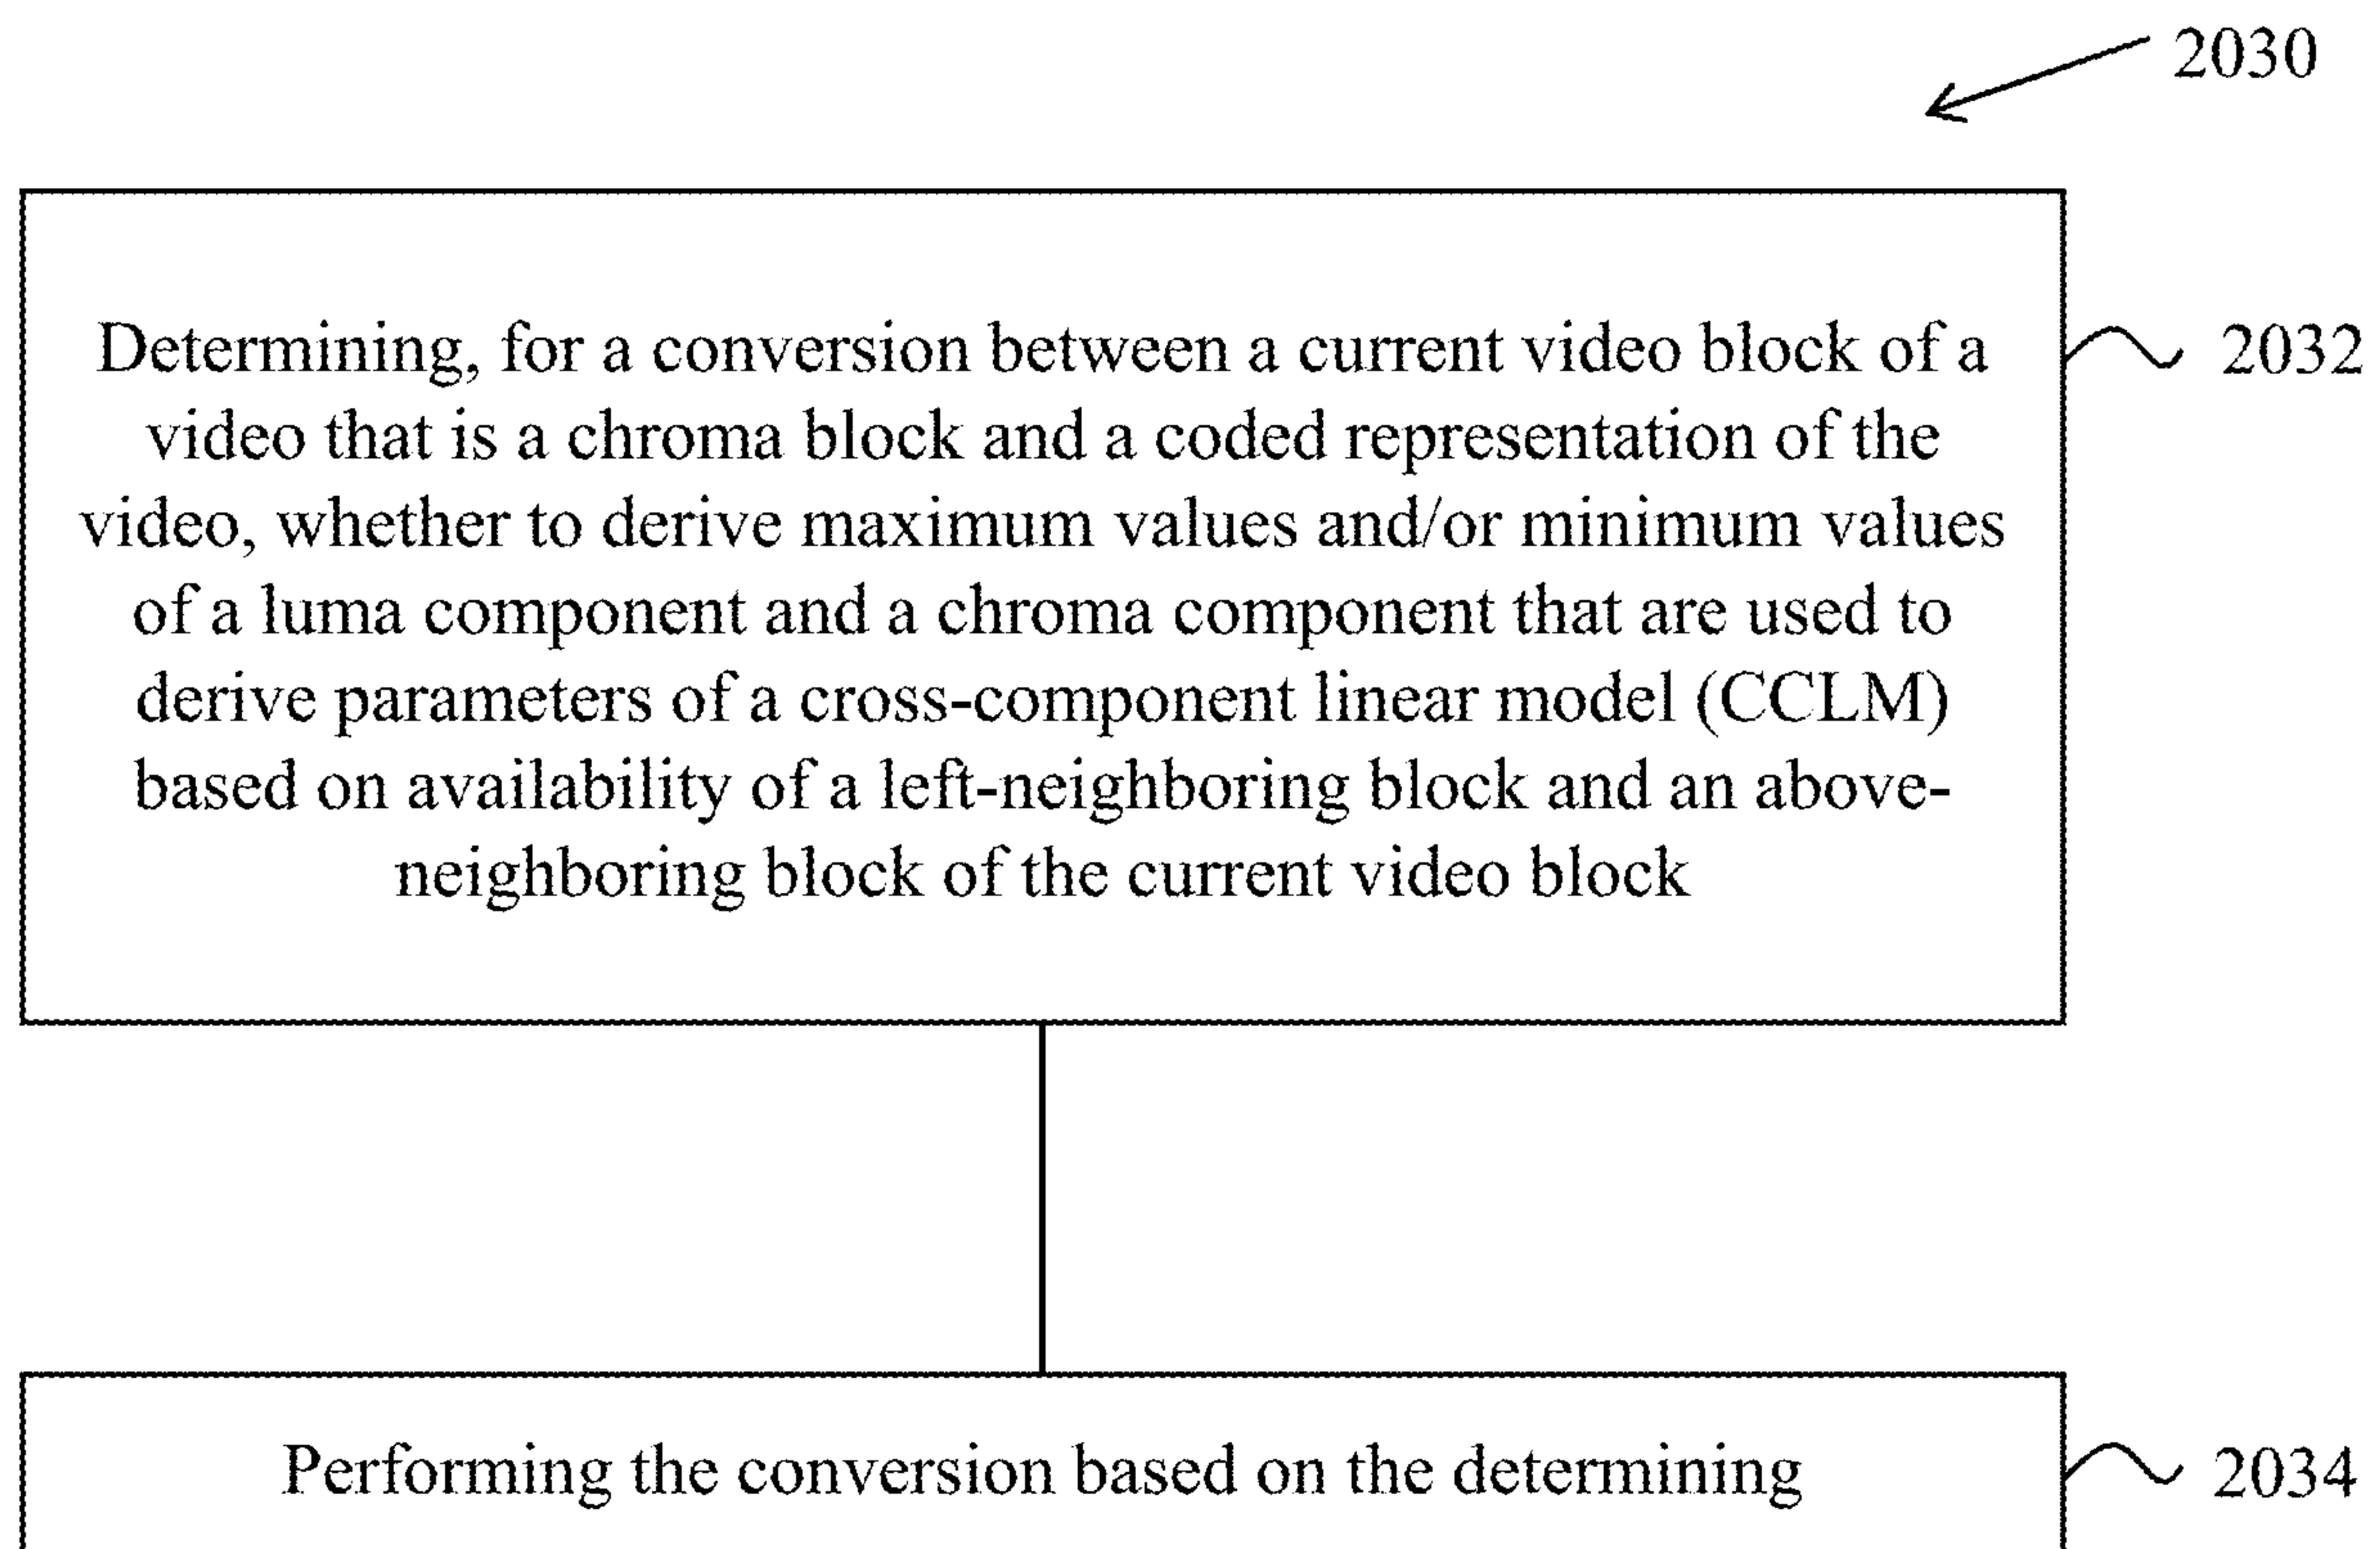 2030
Determining, for a conversion between a current video block of a
video that is a chroma block and a coded representation of the
video, whether to derive maximum values and/or minimum values
of a luma component and a chroma component that are used to
derive parameters of a cross-component linear model (CCLM)
based on availability of a left-neighboring block and an above-
neighboring block of the current video block
2032
Performing the conversion based on the determining
2034